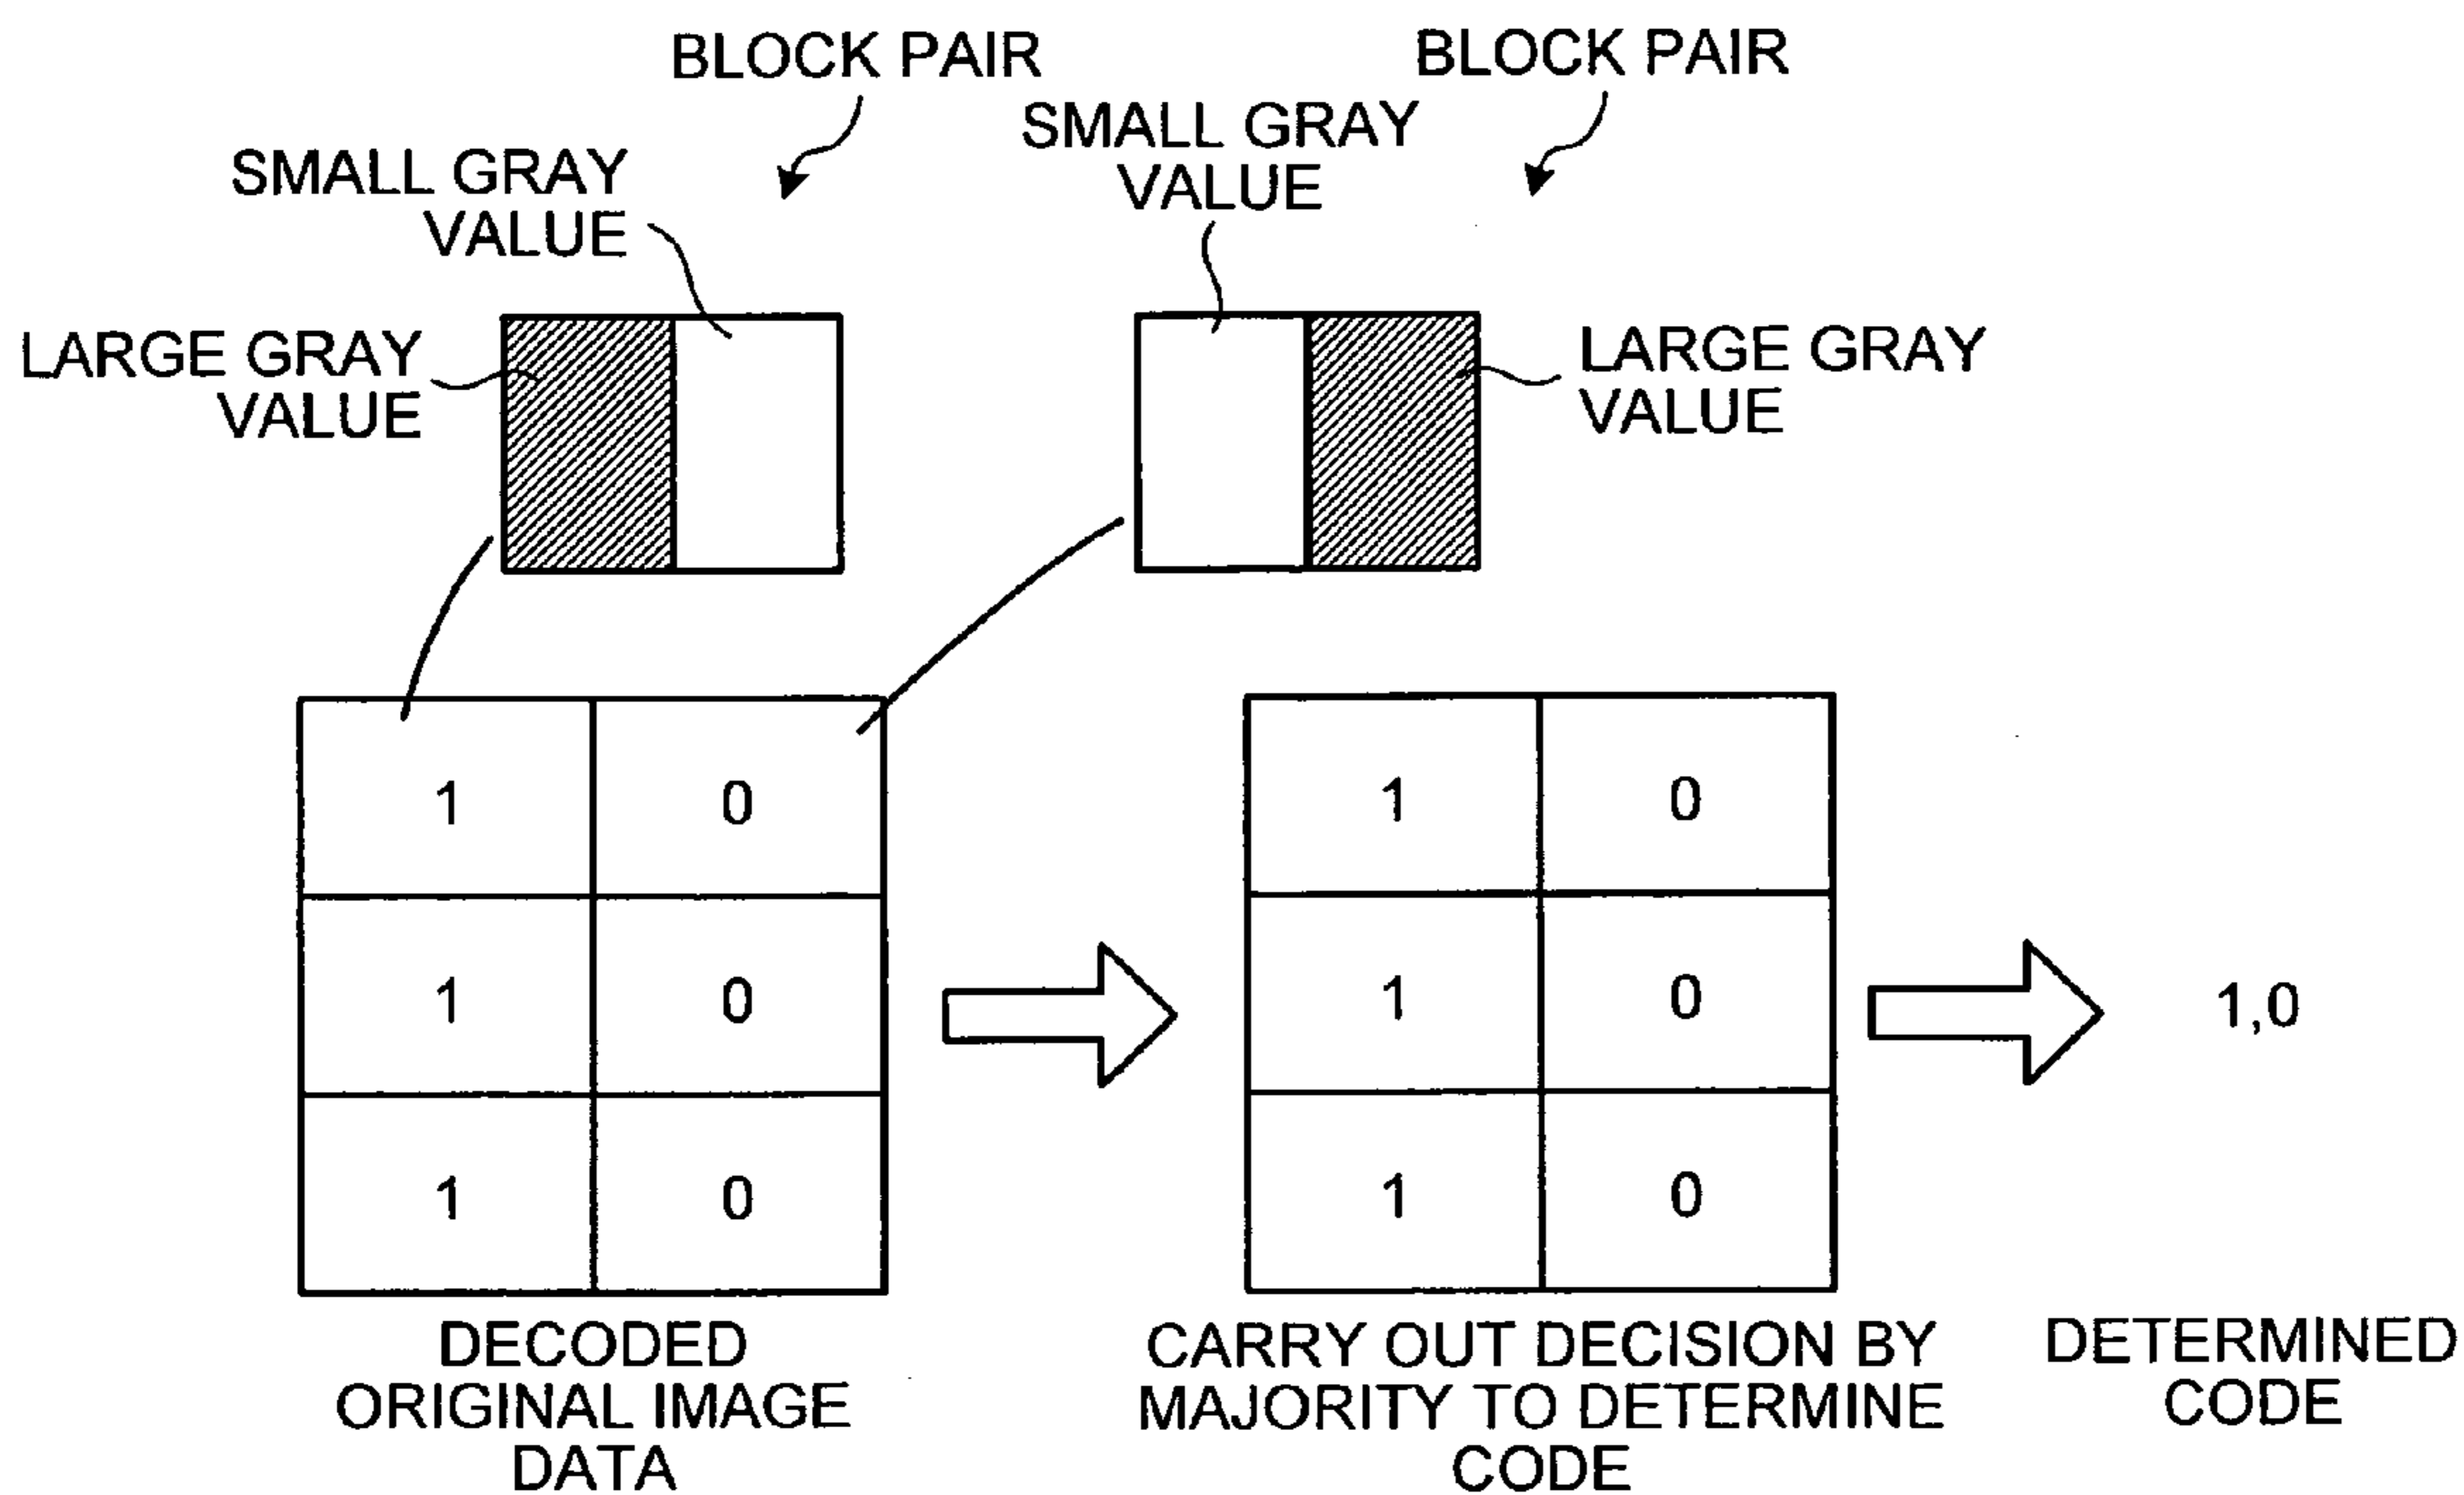 BLOCK PAIR
BLOCK PAIR
SMALL GRAY
VALUE
SMALL GRAY
VALUE
LARGE GRAY
VALUE
LARGE GRAY
VALUE
1 0
1 0
1 0
1 0
1 0
1 0
1,0
DECODED
ORIGINAL IMAGE
DATA
CARRY OUT DECISION BY
MAJORITY TO DETERMINE
CODE
DETERMINED
CODE